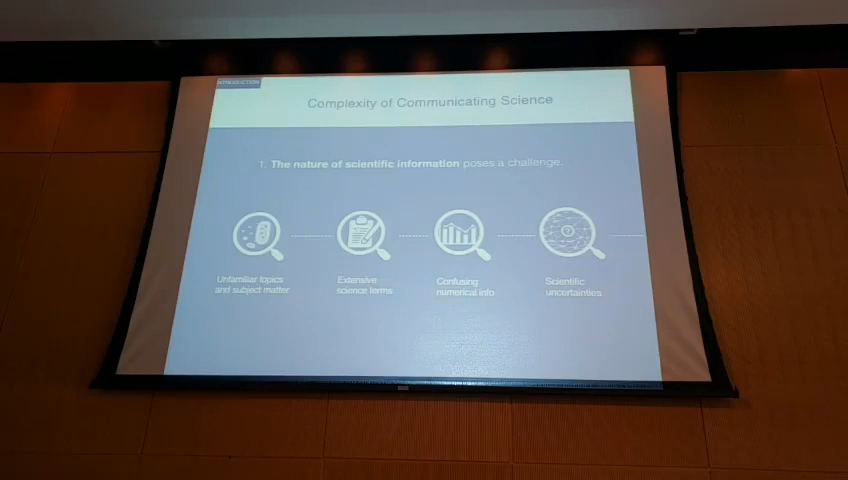 INTRODUCTION
Complexity of Communicating Science
1. The nature of scientific information poses a challenge.
Unfamiliar topics
and subject matter
Extensive
science terms
Confusing
numerical info
Scientific
uncertainties
?